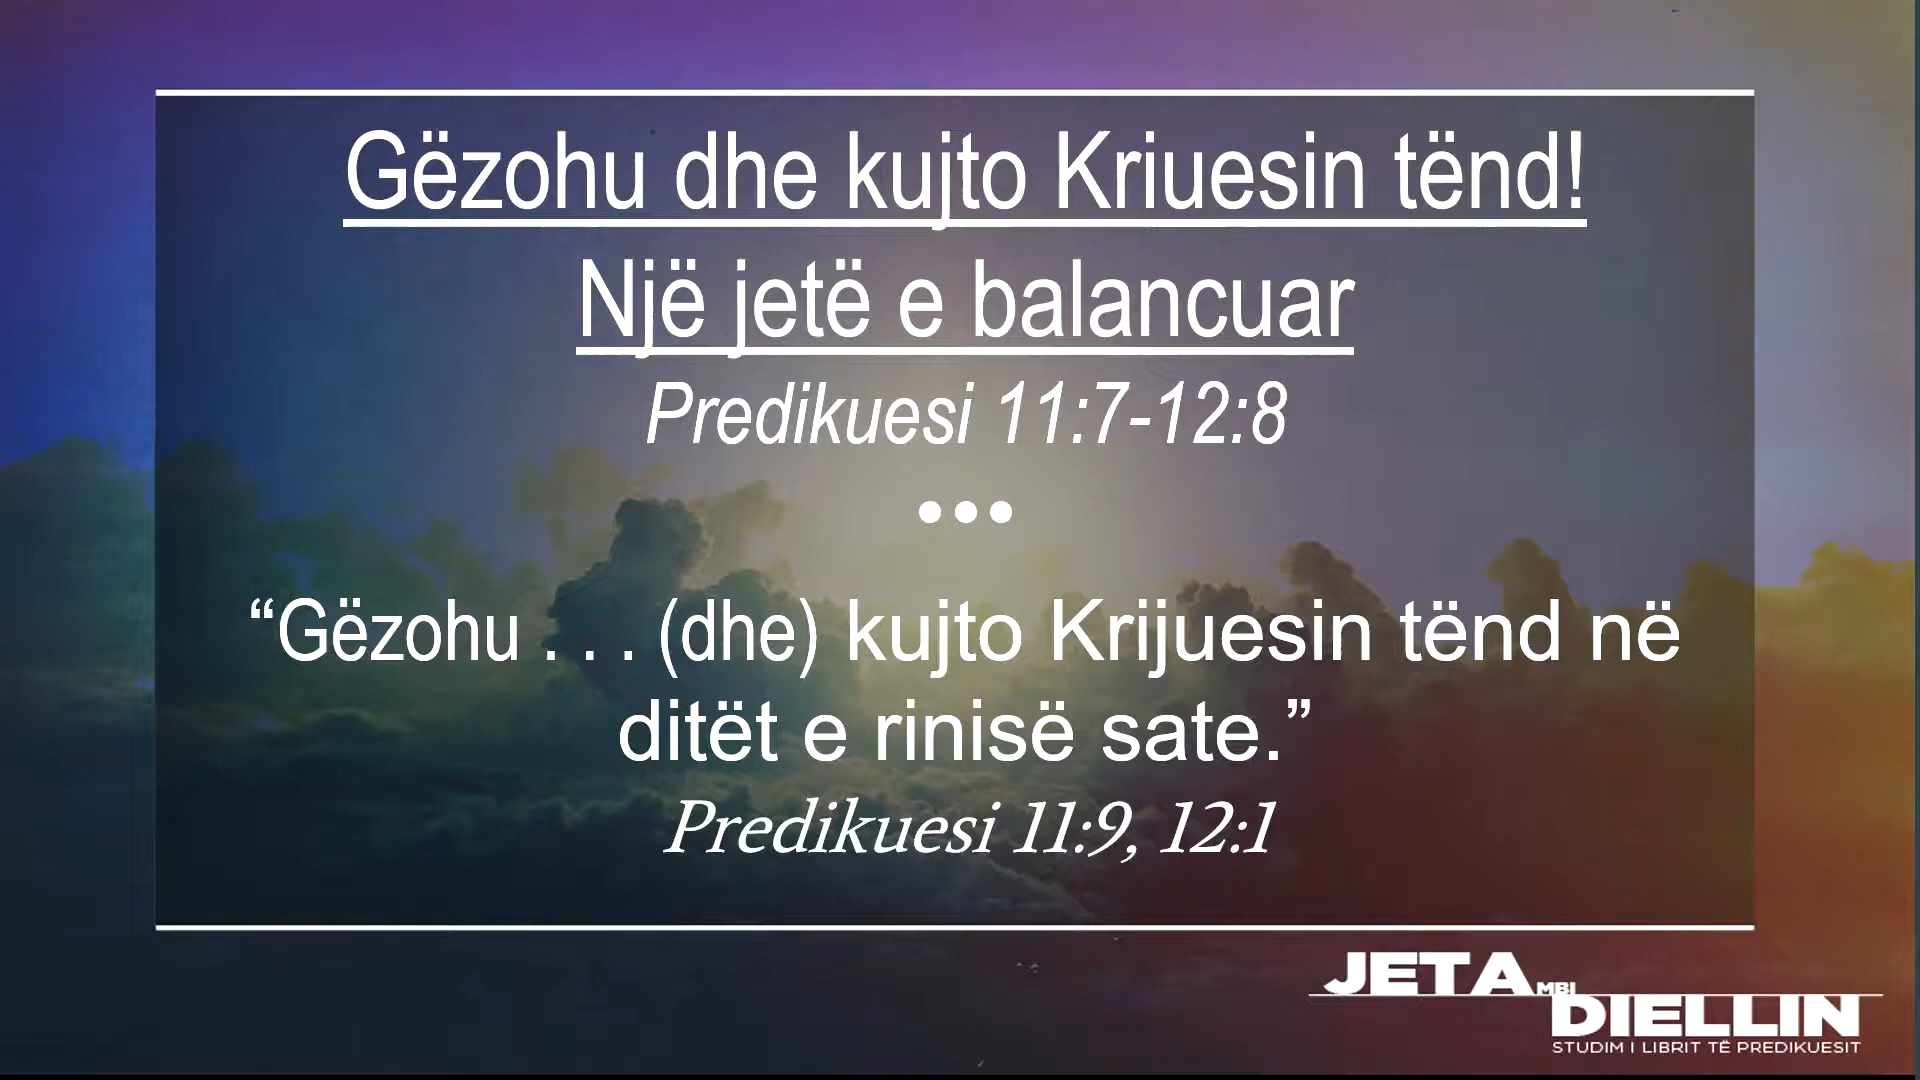 Gëzohu dhe kujto Kriuesin tënd!
Një jetë e balancuar
Predikuesi 11:7-12:8
•••
“Gëzohu . . . (dhe) kujto Krijuesin tënd në
ditët e rinisë sate.”
Predikuesi 11:9, 12:1
JETA MBI
DIELLIN
STUDIM I LIBRIT TË PREDIKUESIT